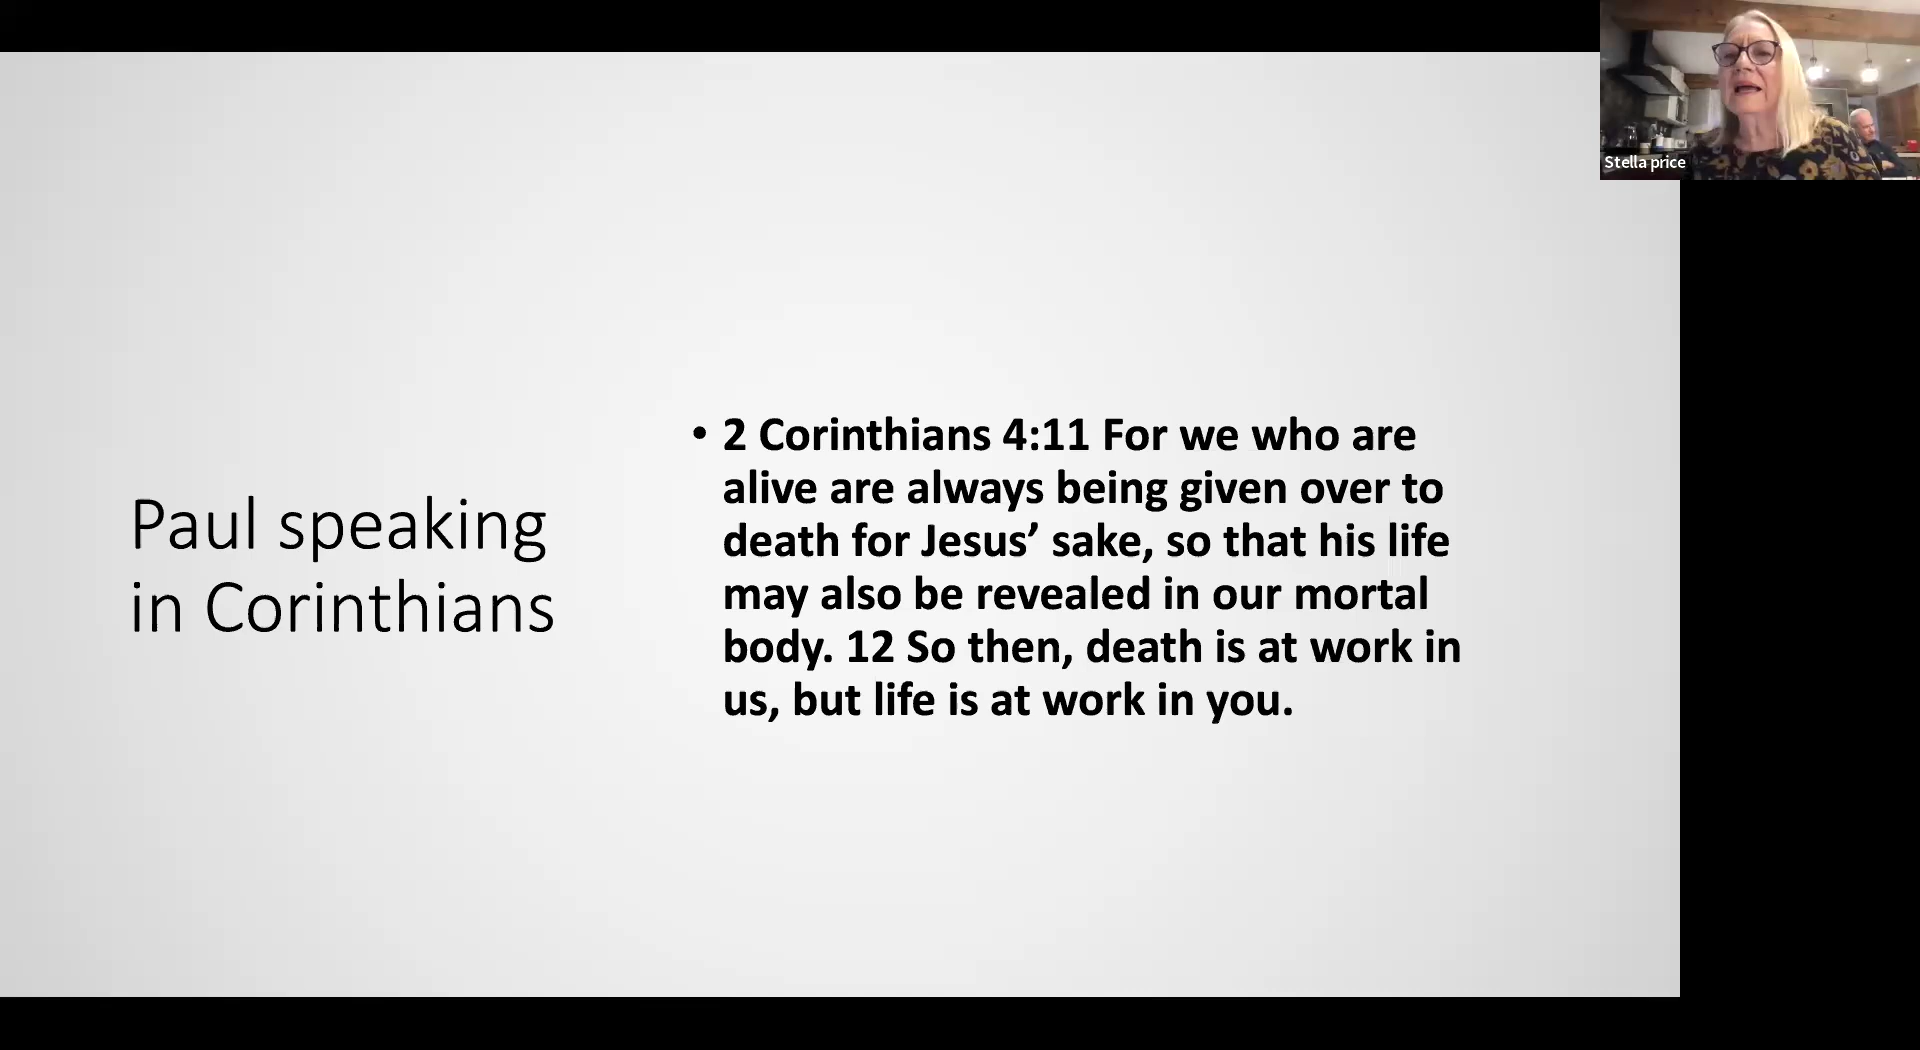 Stella price
Paul speaking
in Corinthians
• 2 Corinthians 4:11 For we who are
alive are always being given over to
death for Jesus’ sake, so that his life
may also be revealed in our mortal
body. 12 So then, death is at work in
us, but life is at work in you.